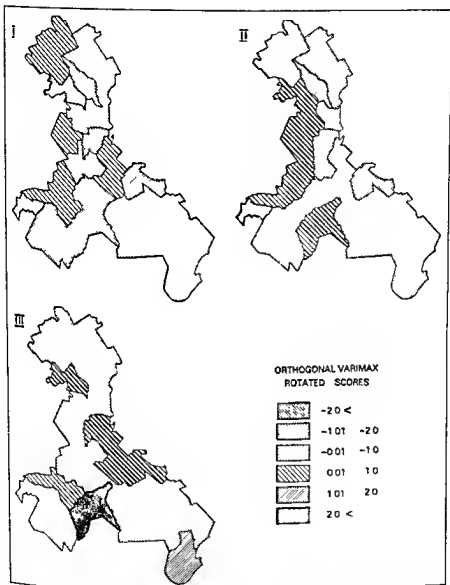 I
II
III
ORTHOGONAL VARIMAX
ROTATED SCORES
-20 <
-101 -20
-001 -10
001 10
101 20
20 <